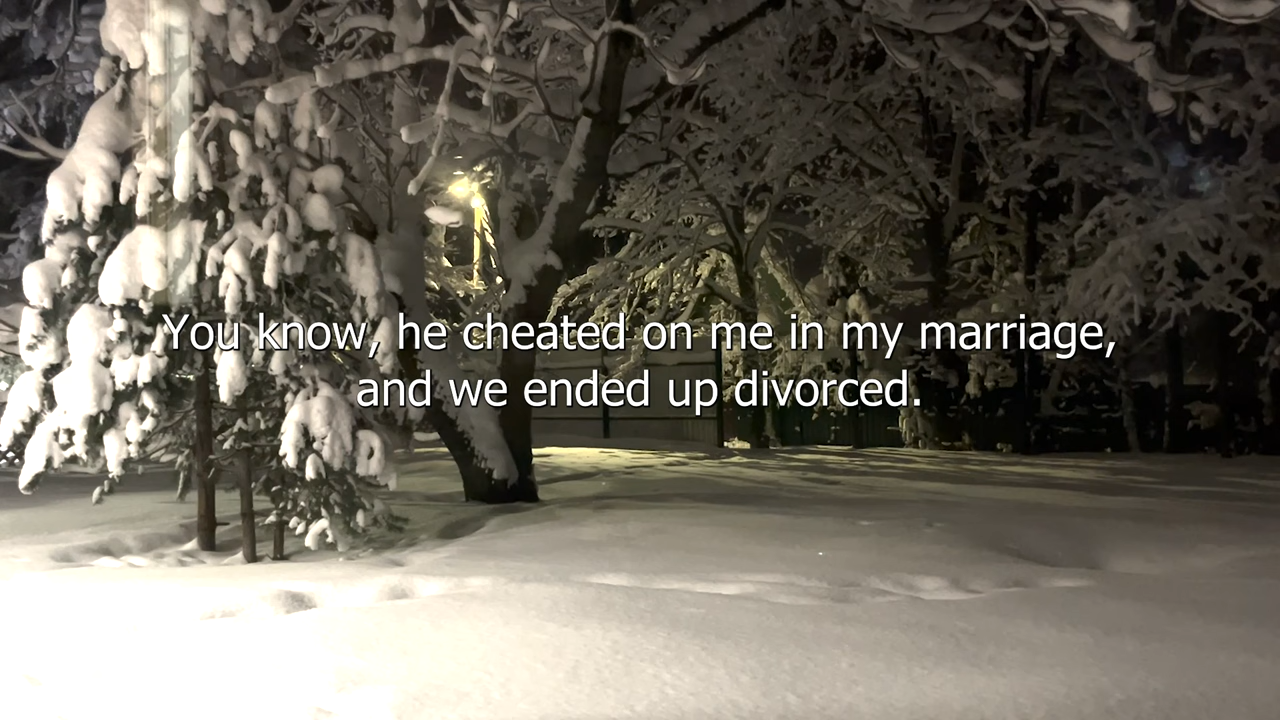 You know, he cheated on me in my marriage,
and we ended up divorced.